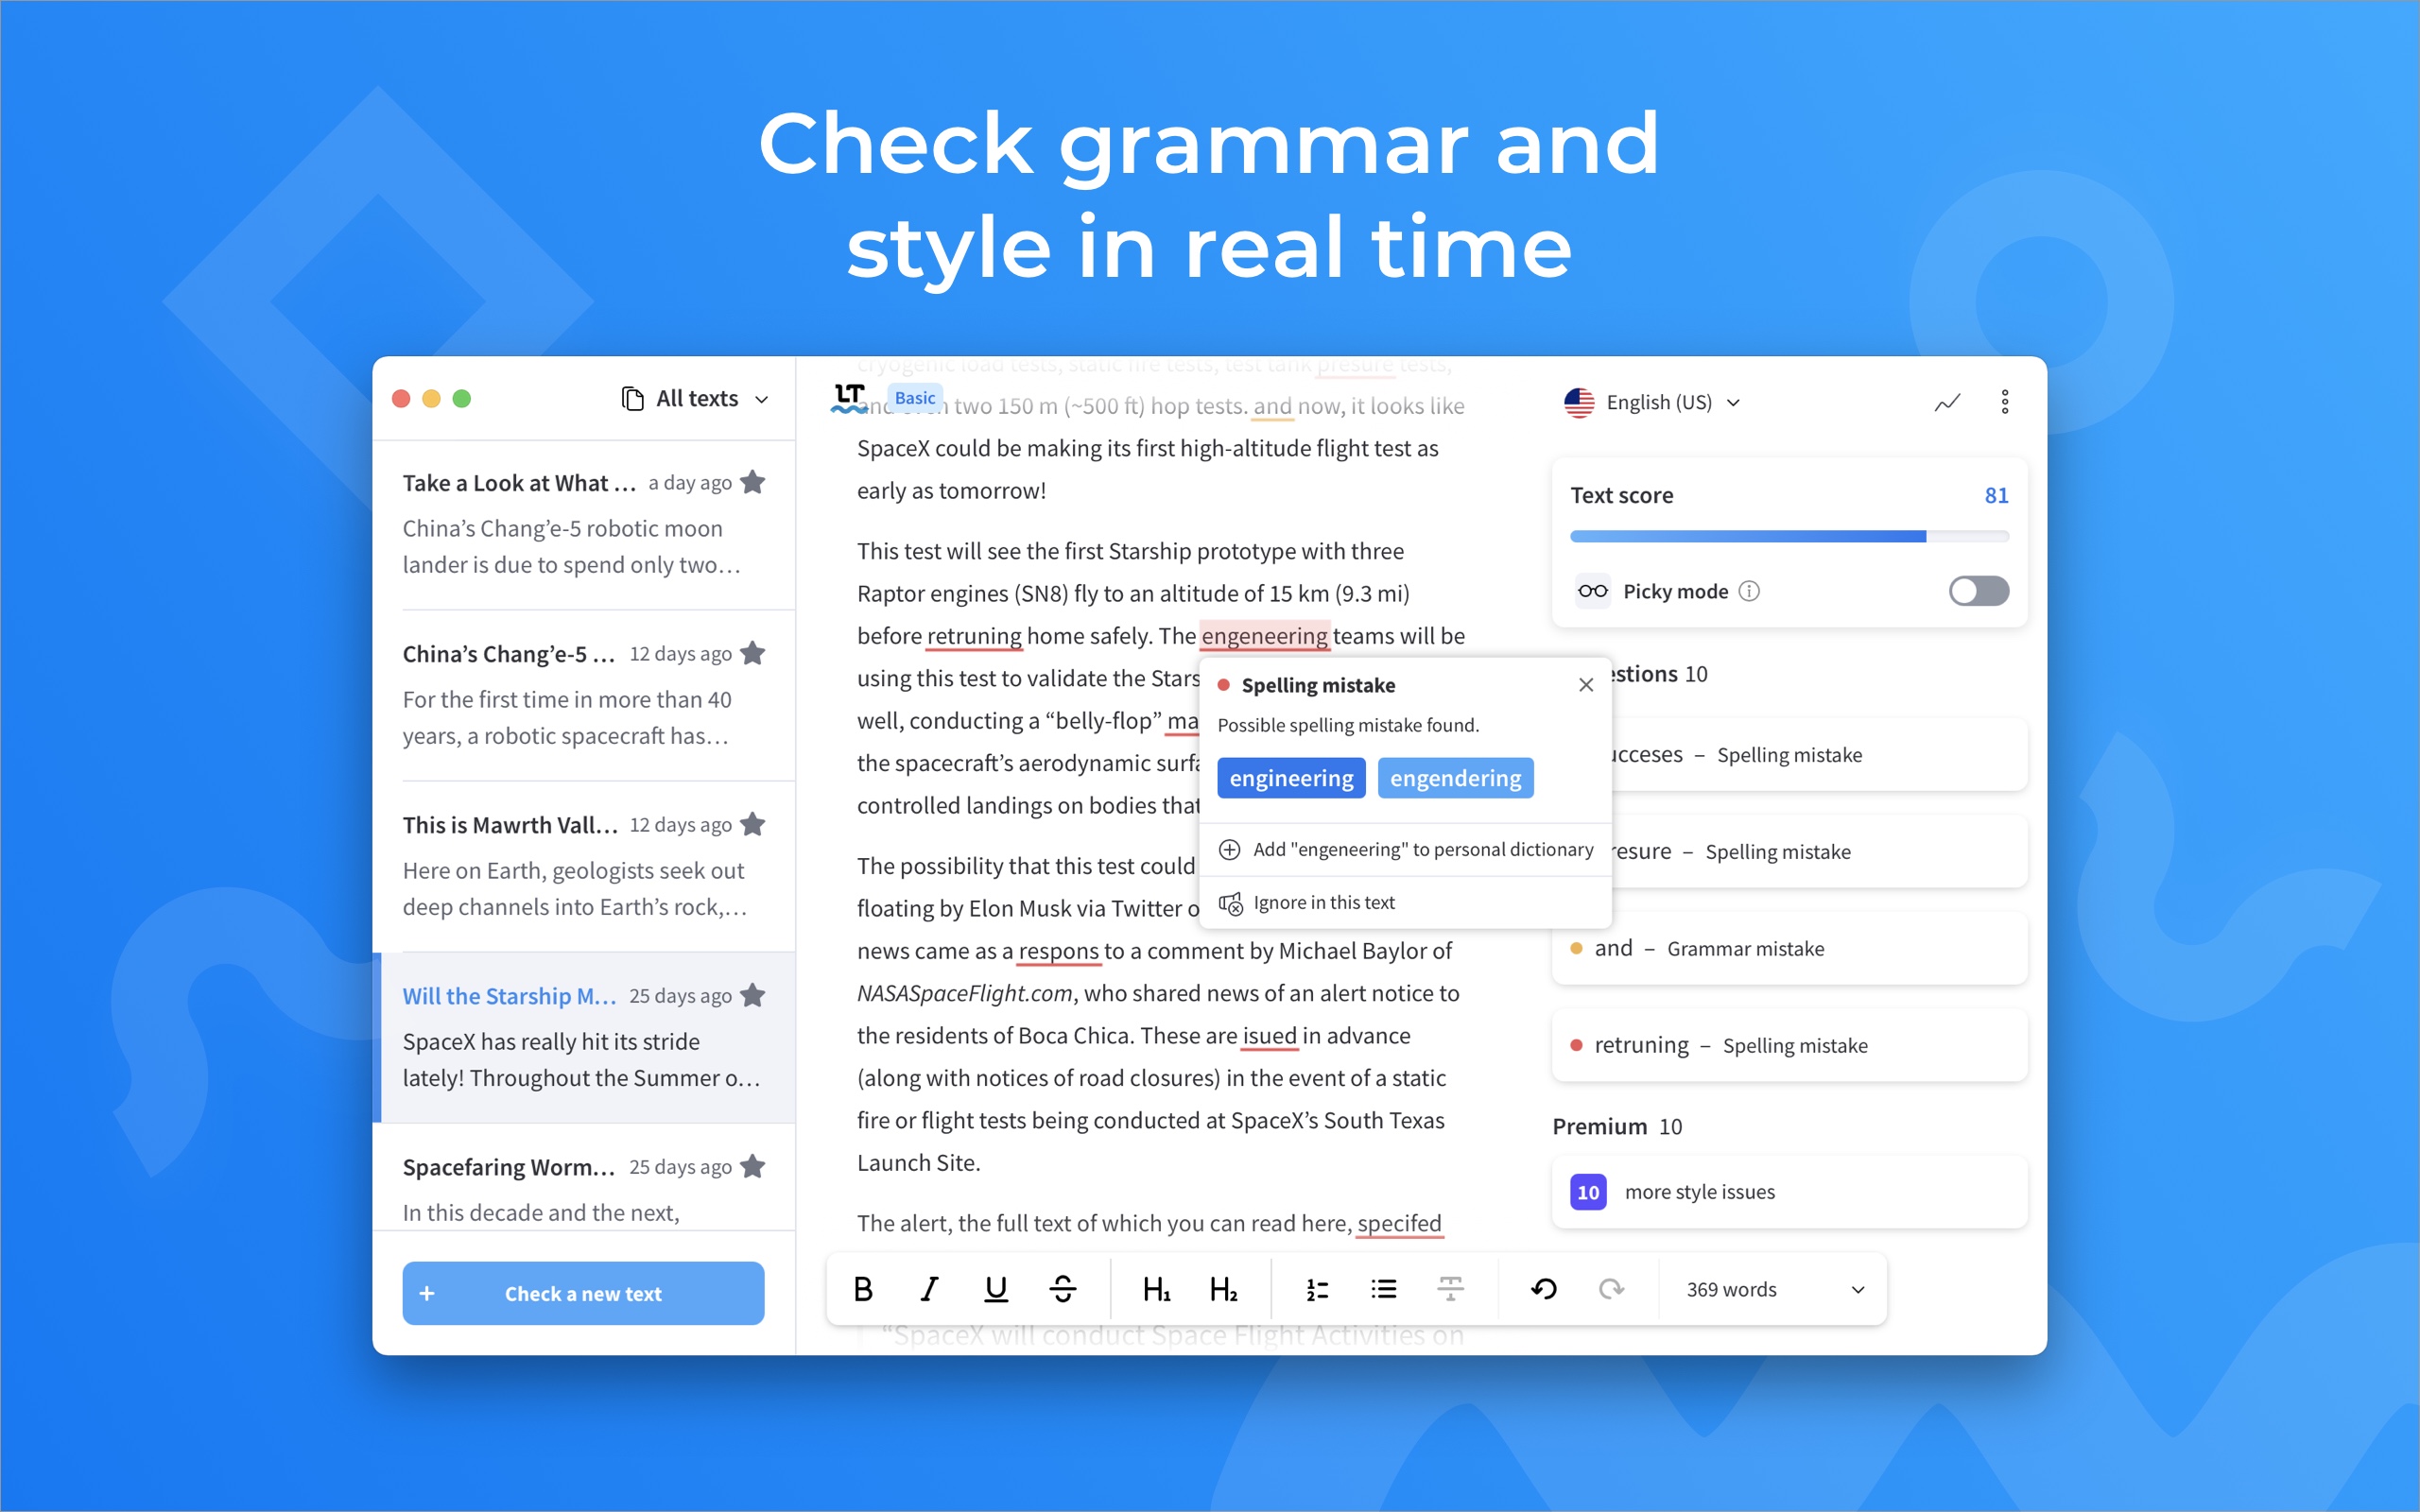 Check grammar and
style in real time
All texts
Take a Look at What ... a day ago
China’s Chang’e-5 robotic moon
lander is due to spend only two...
China’s Chang’e-5 ... 12 days ago
For the first time in more than 40
years, a robotic spacecraft has...
This is Mawrth Vall... 12 days ago
Here on Earth, geologists seek out
deep channels into Earth’s rock,...
Will the Starship M... 25 days ago
SpaceX has really hit its stride
lately! Throughout the Summer o...
Spacefaring Worm... 25 days ago
In this decade and the next,
+ Check a new text
LT Basic
cryogenic load tests, static fire tests, test tank presure tests,
and two 150 m (~500 ft) hop tests. and now, it looks like
SpaceX could be making its first high-altitude flight test as
early as tomorrow!
This test will see the first Starship prototype with three
Raptor engines (SN8) fly to an altitude of 15 km (9.3 mi)
before retruning home safely. The engeneering teams will be
using this test to validate the Stars
well, conducting a “belly-flop” ma
the spacecraft’s aerodynamic surfa
controlled landings on bodies that
The possibility that this test could
floating by Elon Musk via Twitter o
news came as a respons to a comment by Michael Baylor of
NASASpaceFlight.com, who shared news of an alert notice to
the residents of Boca Chica. These are isued in advance
(along with notices of road closures) in the event of a static
fire or flight tests being conducted at SpaceX’s South Texas
Launch Site.
The alert, the full text of which you can read here, specifed
“SpaceX will conduct Space Flight Activities on
Spelling mistake
Possible spelling mistake found.
engineering engendering
Add "engeneering" to personal dictionary
Ignore in this text
B I U S H1 H2 369 words
English (US)
Text score 81
Picky mode
estions 10
ucceses – Spelling mistake
resure – Spelling mistake
and – Grammar mistake
retruning – Spelling mistake
Premium 10
10 more style issues